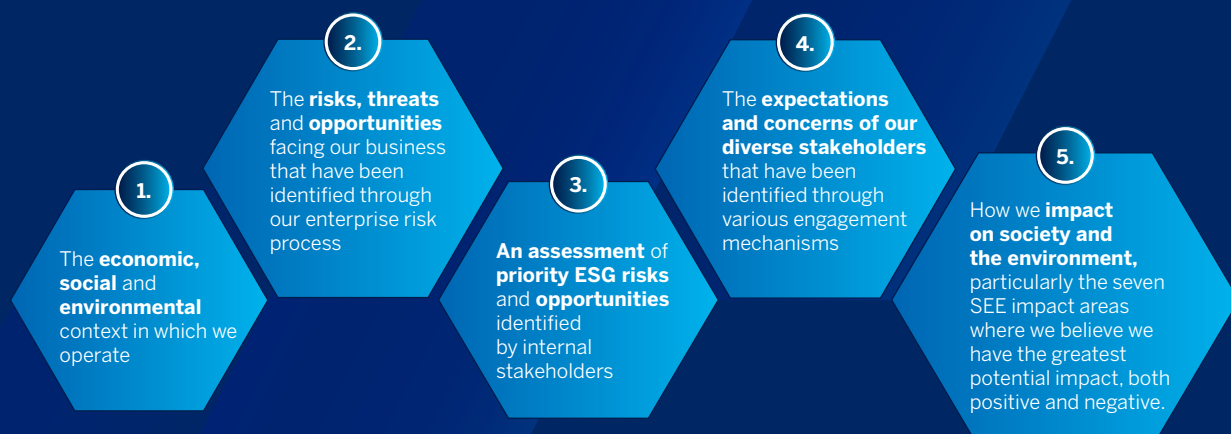 1.
The economic,
social and
environmental
context in which we
operate
2.
The risks, threats
and opportunities
facing our business
that have been
identified through
our enterprise risk
process
3.
An assessment of
priority ESG risks
and opportunities
identified
by internal
stakeholders
4.
The expectations
and concerns of our
diverse stakeholders
that have been
identified through
various engagement
mechanisms
5.
How we impact
on society and
the environment,
particularly the seven
SEE impact areas
where we believe we
have the greatest
potential impact, both
positive and negative.